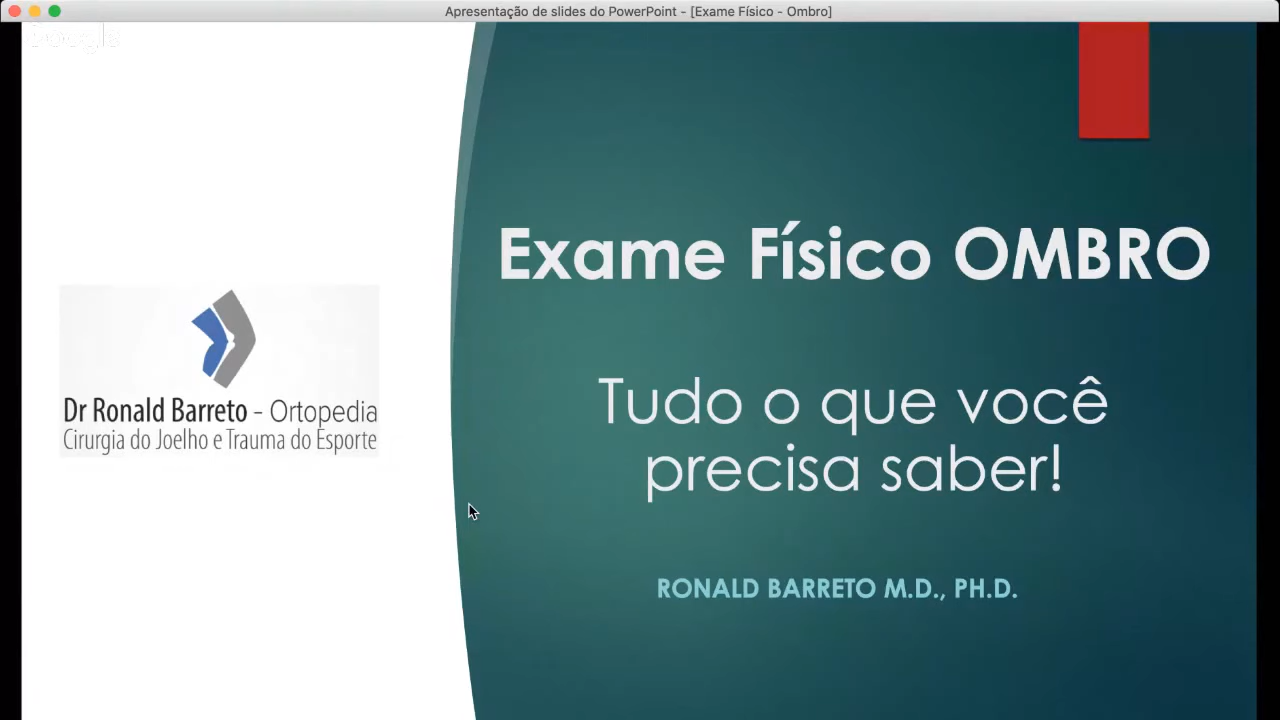 Apresentação de slides do PowerPoint - [Exame Físico - Ombro]
Google
Exame Físico OMBRO
Tudo o que você
precisa saber!
RONALD BARRETO M.D., PH.D.
Dr Ronald Barreto - Ortopedia
Cirurgia do Joelho e Trauma do Esporte